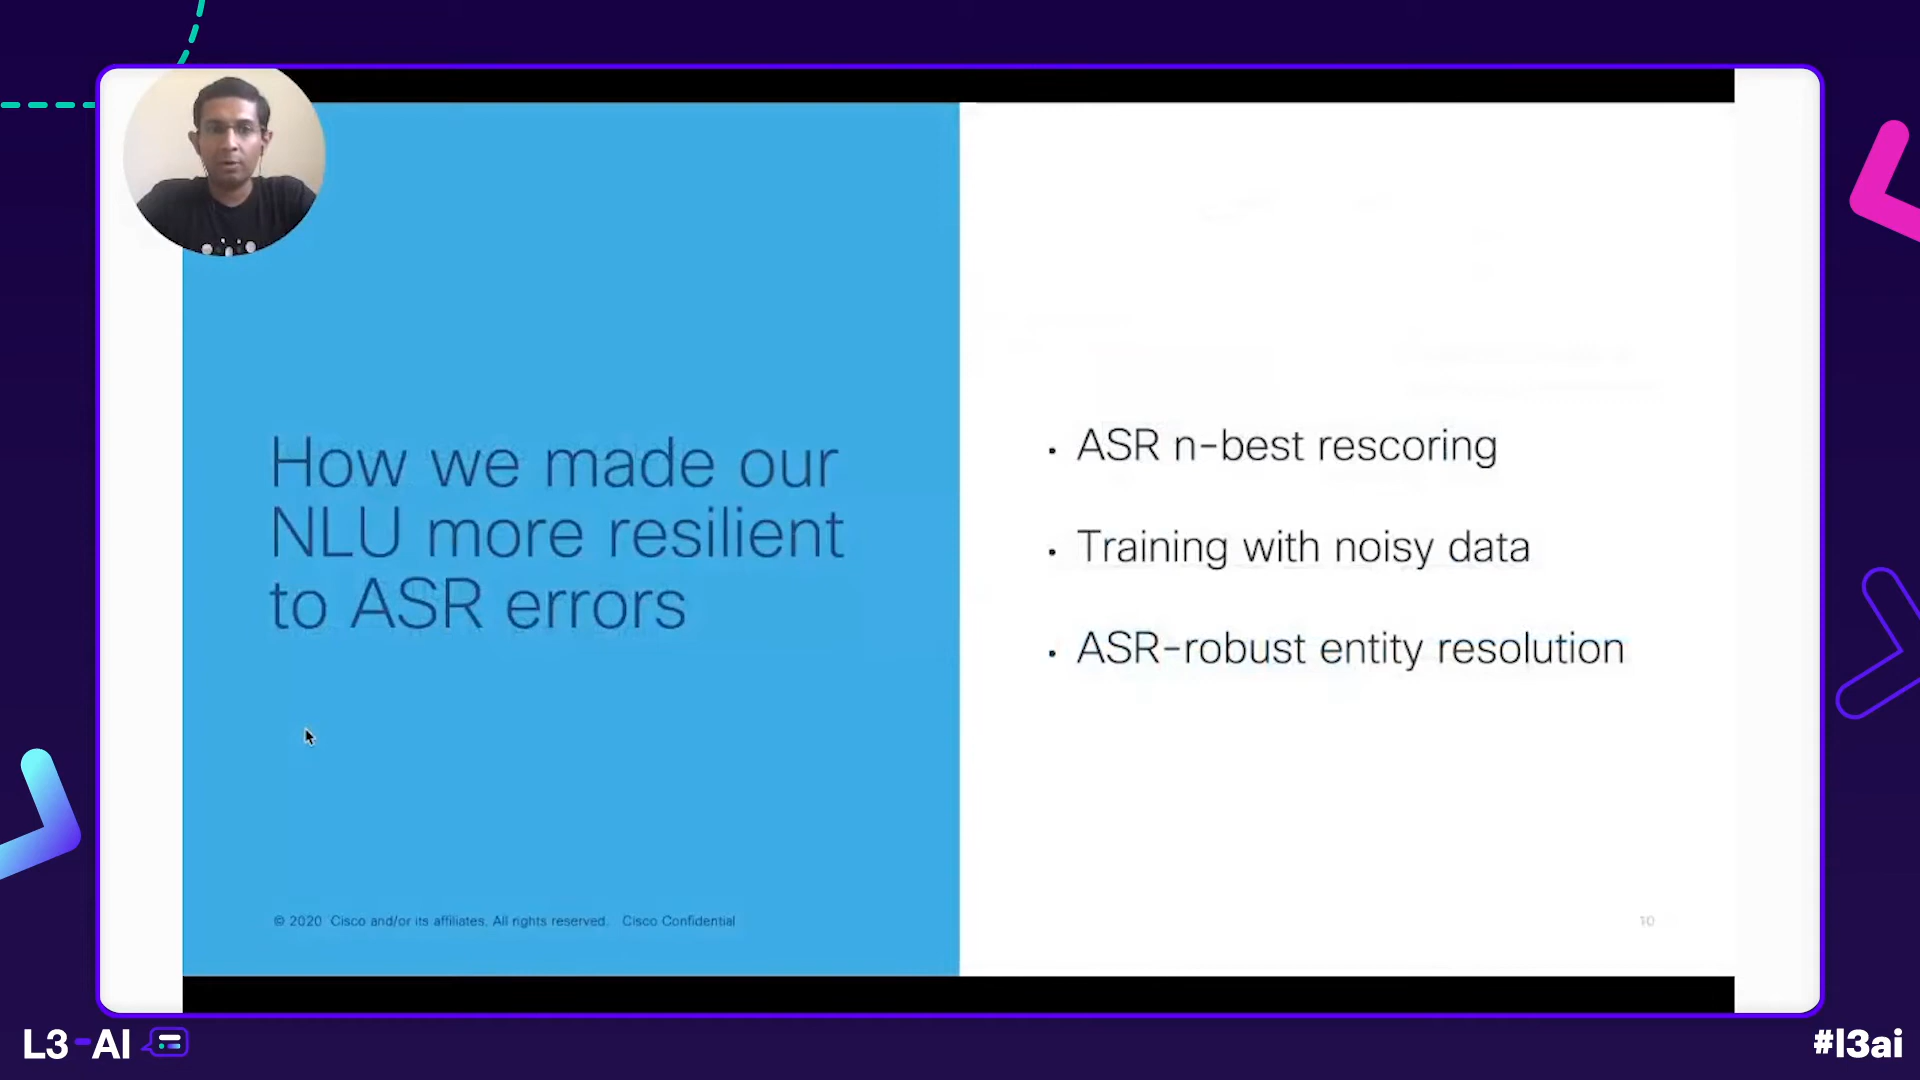 How we made our
NLU more resilient
to ASR errors
• ASR n-best rescoring
• Training with noisy data
• ASR-robust entity resolution
© 2020 Cisco and/or its affiliates. All rights reserved. Cisco Confidential
10
L3-AI
#l3ai